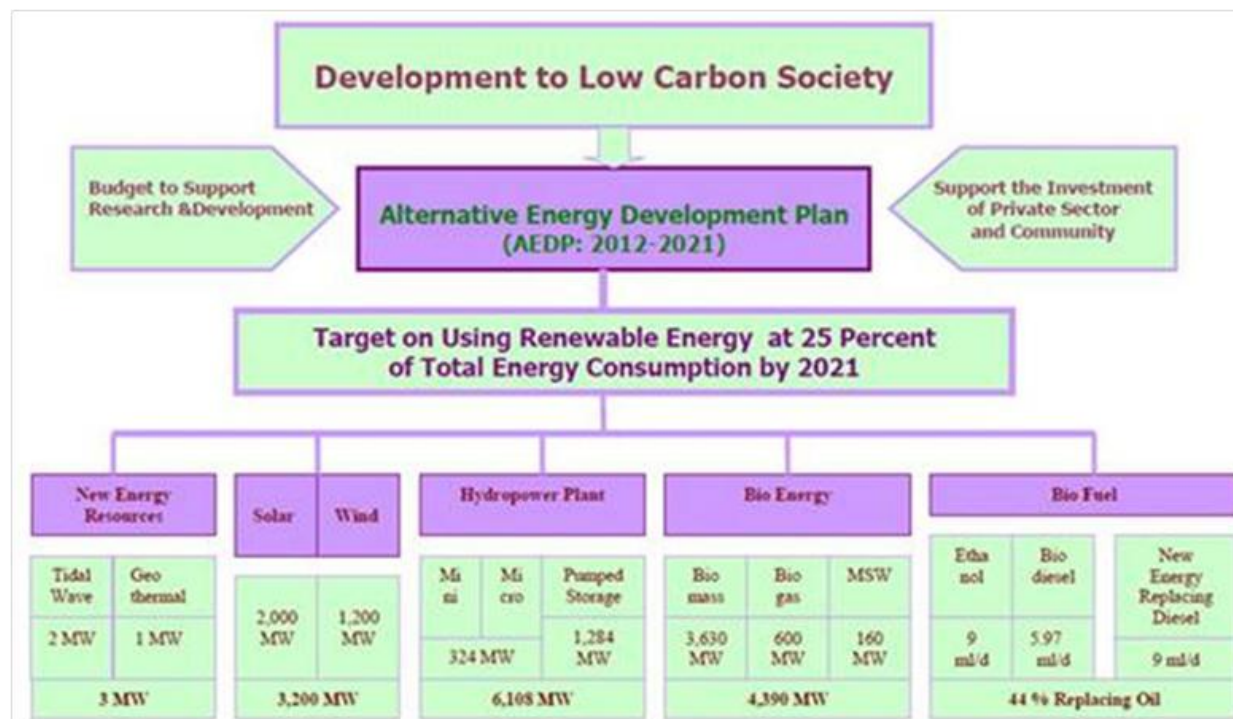 Development to Low Carbon Society
Budget to Support
Research &Development
Alternative Energy Development Plan
(AEDP: 2012-2021)
Support the Investment
of Private Sector
and Community
Target on Using Renewable Energy at 25 Percent
of Total Energy Consumption by 2021
New Energy
Resources
Solar
Wind
Hydropower Plant
Bio Energy
Bio Fuel
Tidal
Wave
Geo
thermal
2 MW
1 MW
3 MW
2,000
MW
1,200
MW
3,200 MW
Mi
ni
Mi
cro
Pumped
Storage
324 MW
1,284
MW
6,108 MW
Bio
mass
Bio
gas
MSW
3,630
MW
600
MW
160
MW
4,390 MW
Etha
nol
Bio
diesel
New
Energy
Replacing
Diesel
9
ml/d
5.97
ml/d
9 ml/d
44 % Replacing Oil